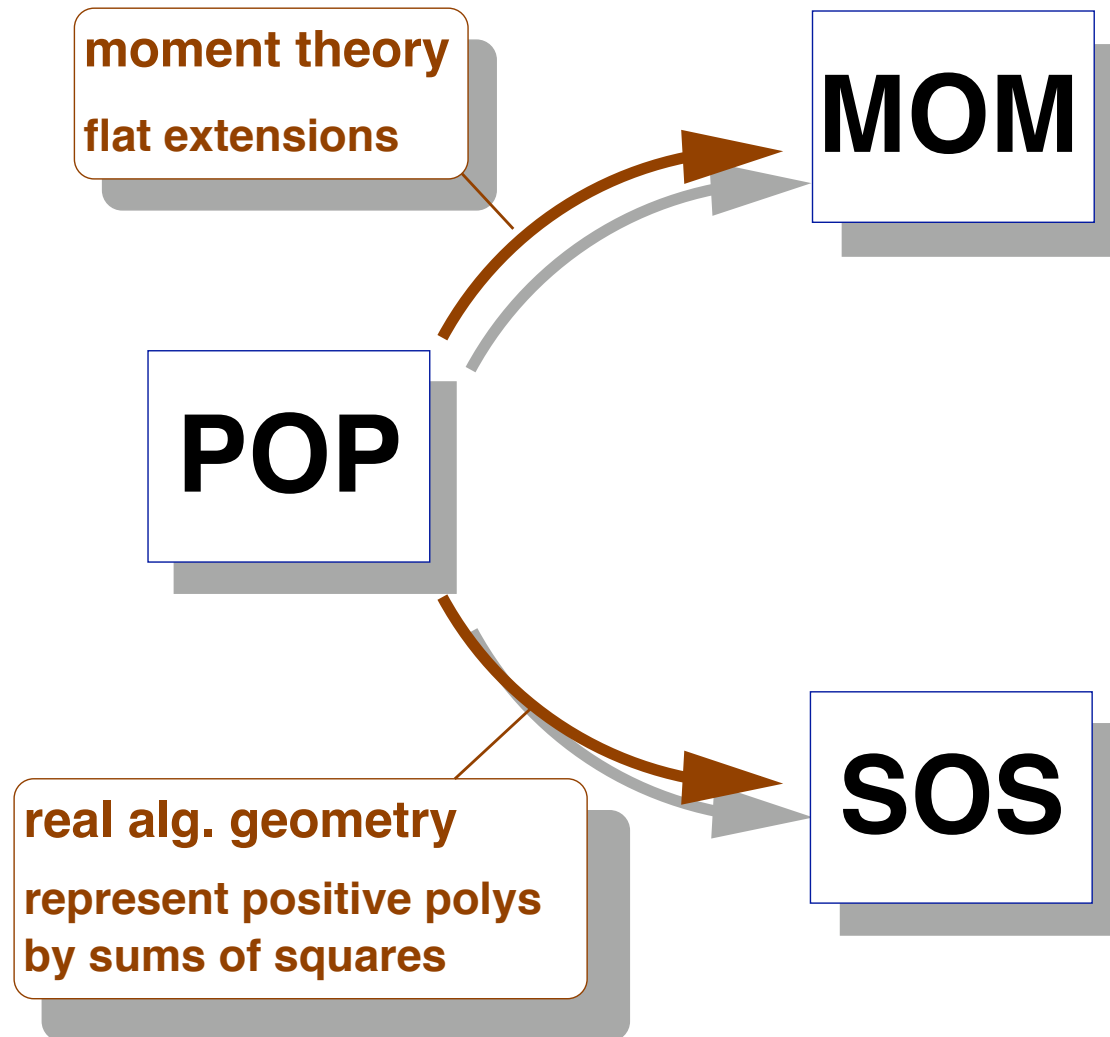 moment theory
flat extensions
MOM
POP
SOS
real alg. geometry
represent positive polys
by sums of squares